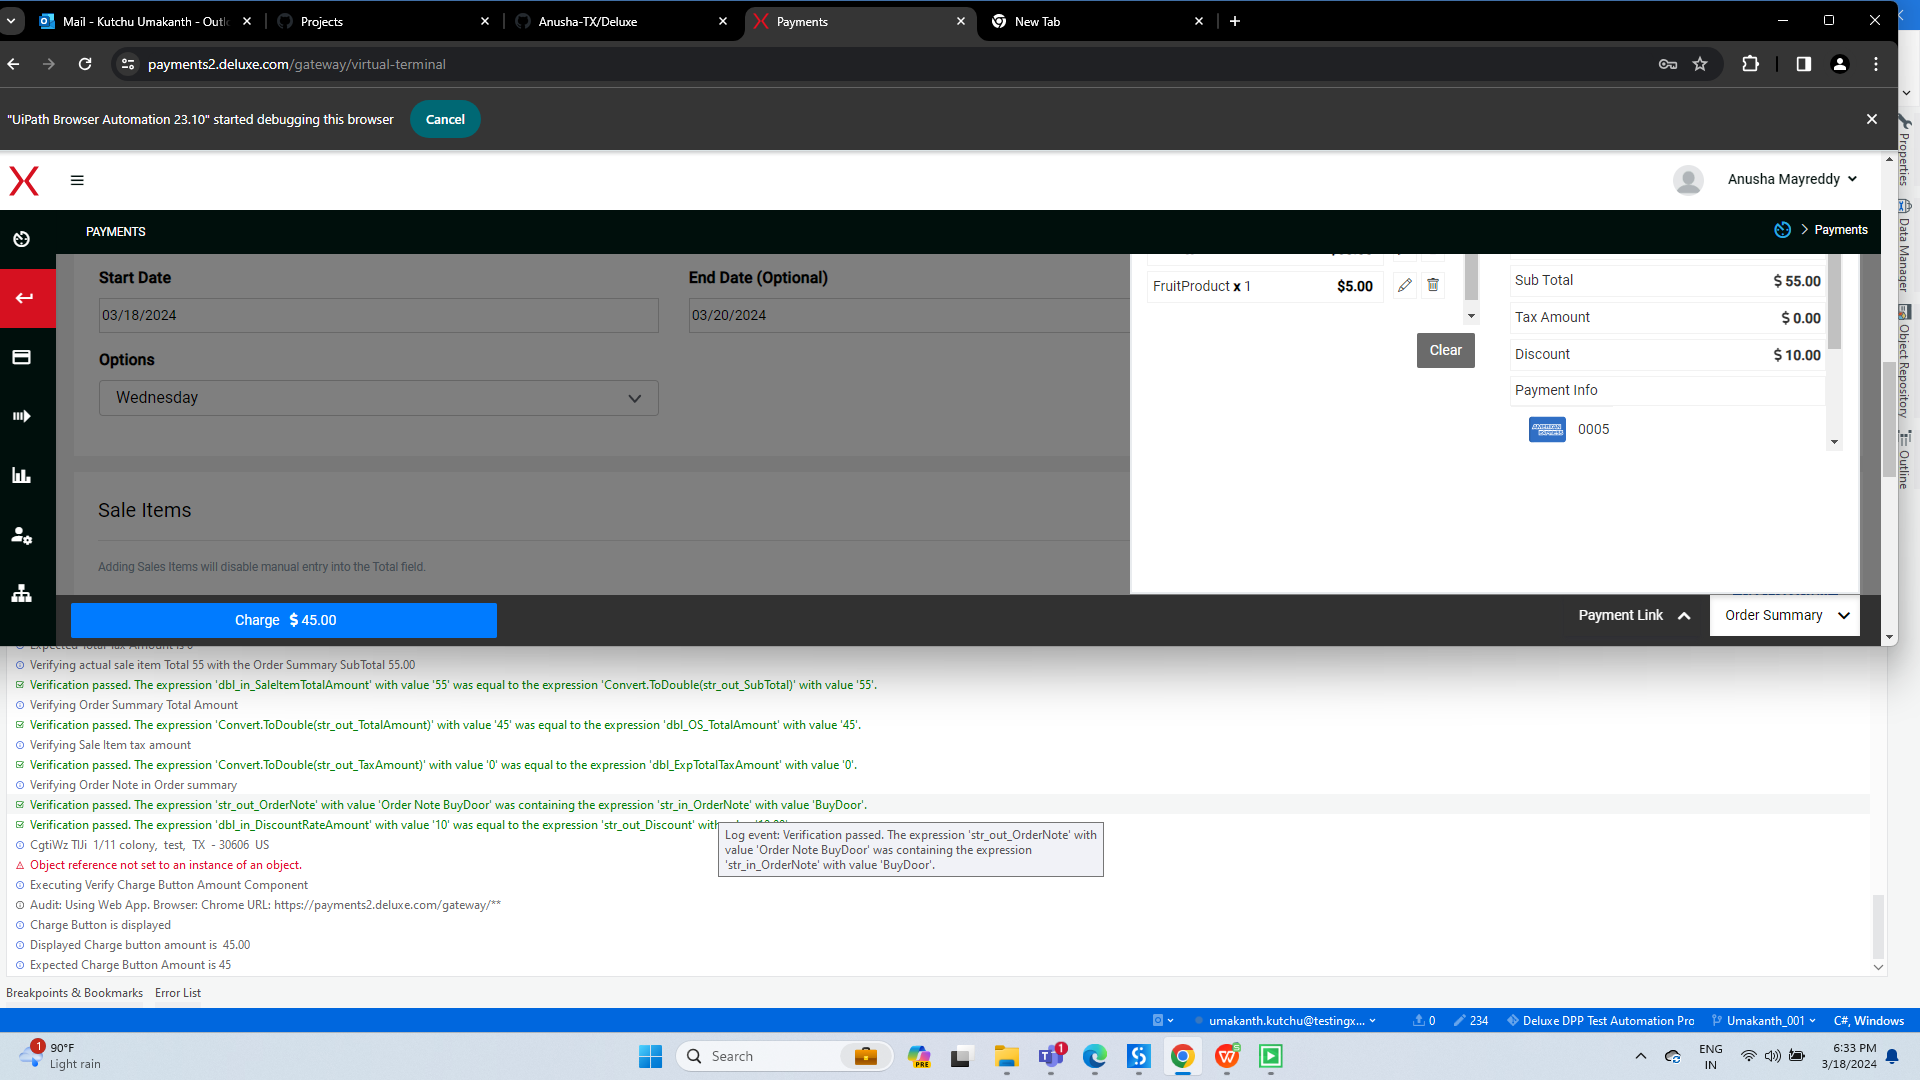 Mail - Kutchu Umakanth - Outlo
Projects
Anusha-TX/Deluxe
Payments
New Tab
payments2.deluxe.com/gateway/virtual-terminal
"UiPath Browser Automation 23.10" started debugging this browser
Cancel
Anusha Mayreddy
PAYMENTS
Payments
Start Date
End Date (Optional)
03/18/2024
03/20/2024
Options
Wednesday
Sale Items
Adding Sales Items will disable manual entry into the Total field.
FruitProduct x 1 $5.00
Clear
Sub Total $ 55.00
Tax Amount $ 0.00
Discount $ 10.00
Payment Info
AMERICAN EXPRESS 0005
Charge $ 45.00
Payment Link
Order Summary
Properties
Data Manager
Object Repository
Outline
Expected Total Tax Amount is 0
Verifying actual sale item Total 55 with the Order Summary SubTotal 55.00
Verification passed. The expression 'dbl_in_SaleItemTotalAmount' with value '55' was equal to the expression 'Convert.ToDouble(str_out_SubTotal)' with value '55'.
Verifying Order Summary Total Amount
Verification passed. The expression 'Convert.ToDouble(str_out_TotalAmount)' with value '45' was equal to the expression 'dbl_OS_TotalAmount' with value '45'.
Verifying Sale Item tax amount
Verification passed. The expression 'Convert.ToDouble(str_out_TaxAmount)' with value '0' was equal to the expression 'dbl_ExpTotalTaxAmount' with value '0'.
Verifying Order Note in Order summary
Verification passed. The expression 'str_out_OrderNote' with value 'Order Note BuyDoor' was containing the expression 'str_in_OrderNote' with value 'BuyDoor'.
Verification passed. The expression 'dbl_in_DiscountRateAmount' with value '10' was equal to the expression 'str_out_Discount' with
Log event: Verification passed. The expression 'str_out_OrderNote' with
value 'Order Note BuyDoor' was containing the expression
'str_in_OrderNote' with value 'BuyDoor'.
CgtiWz TlJi 1/11 colony, test, TX - 30606 US
Object reference not set to an instance of an object.
Executing Verify Charge Button Amount Component
Audit: Using Web App. Browser: Chrome URL: https://payments2.deluxe.com/gateway/**
Charge Button is displayed
Displayed Charge button amount is 45.00
Expected Charge Button Amount is 45
Breakpoints & Bookmarks Error List
umakanth.kutchu@testingx...
0
234
Deluxe DPP Test Automation Pro
Umakanth_001
C#, Windows
1
90°F
Light rain
Search
PRE
1
ENG
IN
6:33 PM
3/18/2024